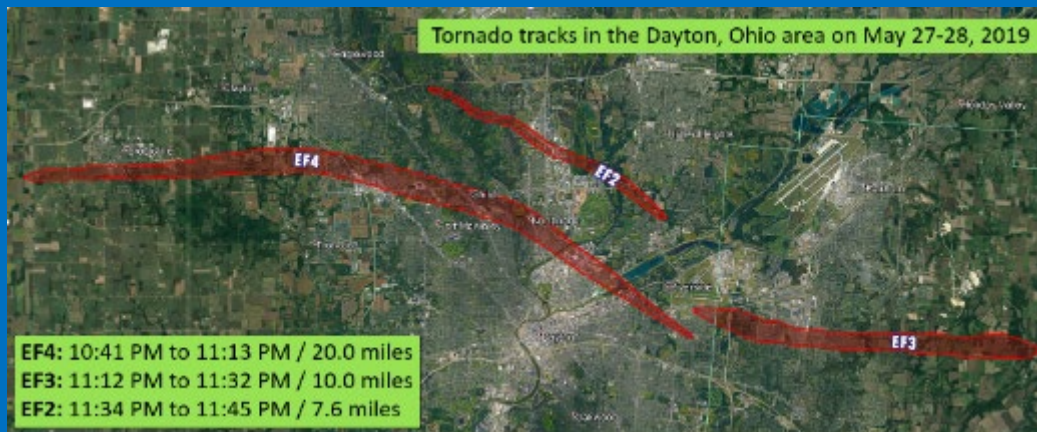 Tornado tracks in the Dayton, Ohio area on May 27-28, 2019
EF4
EF2
Dayton
EF3
EF4: 10:41 PM to 11:13 PM / 20.0 miles
EF3: 11:12 PM to 11:32 PM / 10.0 miles
EF2: 11:34 PM to 11:45 PM / 7.6 miles
Oakwood